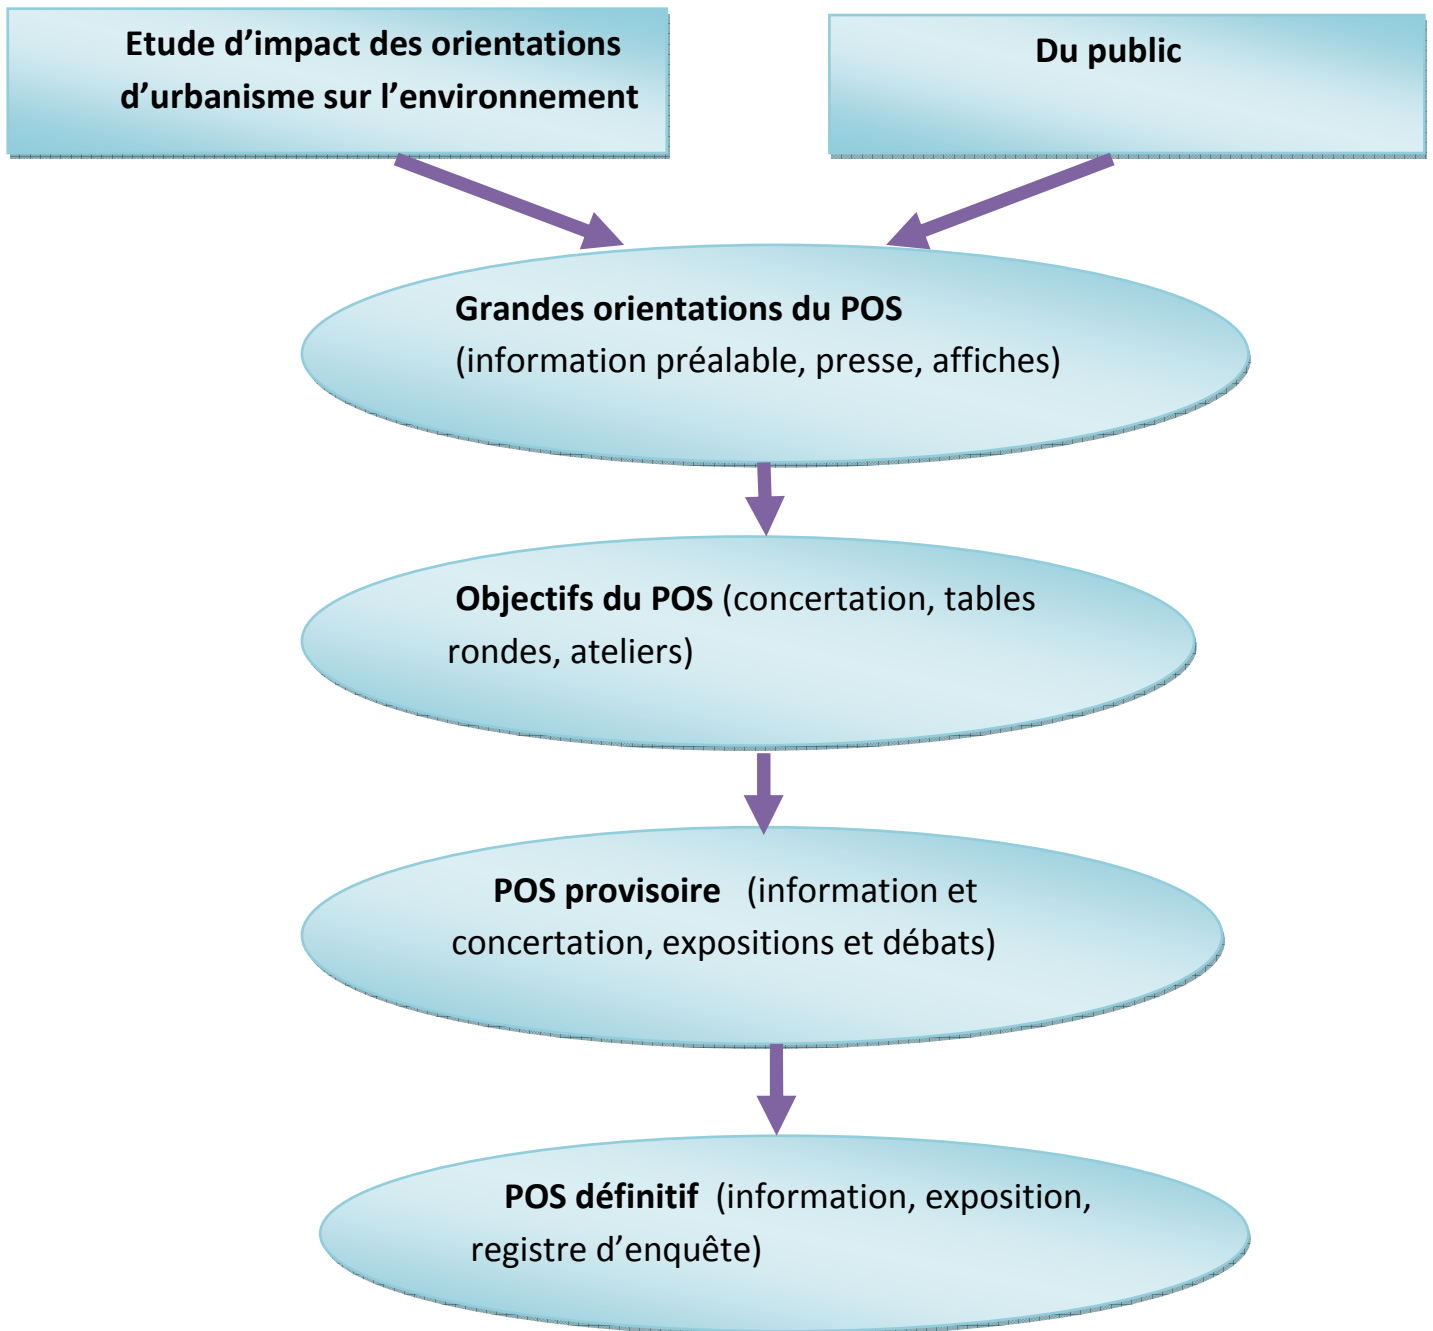 Etude d’impact des orientations
d’urbanisme sur l’environnement
Du public
Grandes orientations du POS
(information préalable, presse, affiches)
Objectifs du POS (concertation, tables
rondes, ateliers)
POS provisoire (information et
concertation, expositions et débats)
POS définitif (information, exposition,
registre d’enquête)